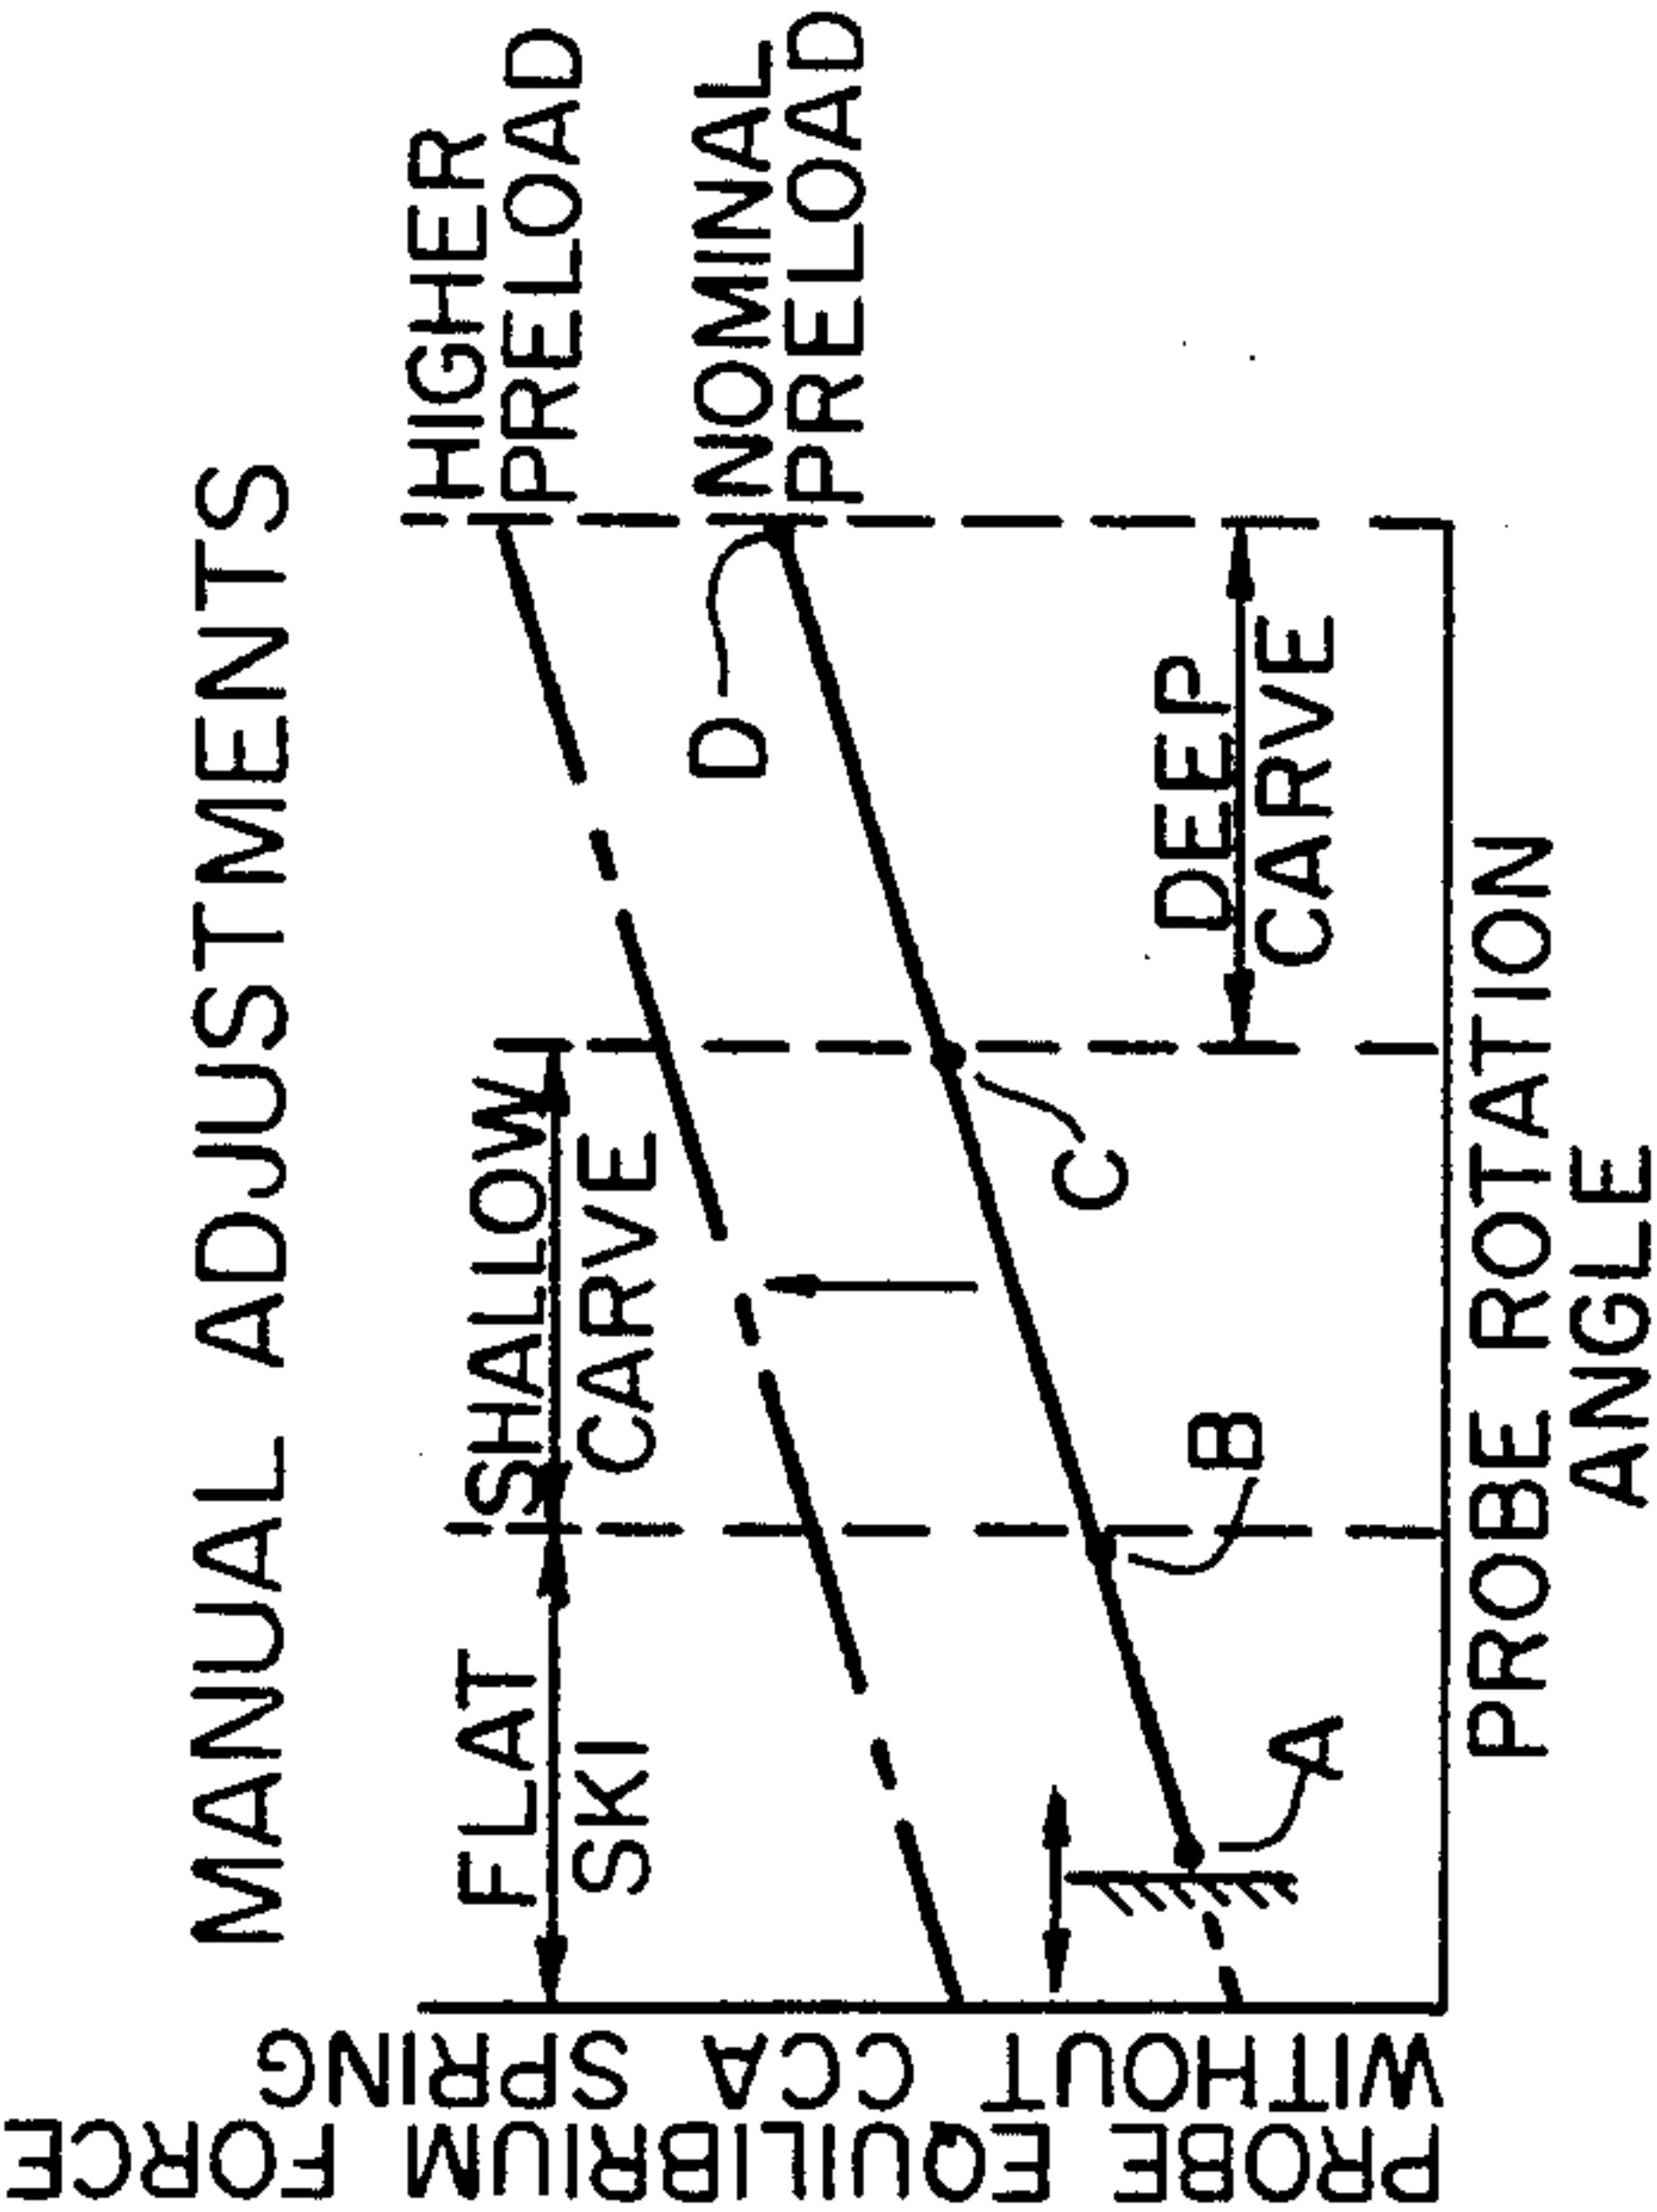 MANUAL ADJUSTMENTS
HIGHER
PRELOAD
NOMINAL
PRELOAD
FLAT
SKI
SHALLOW
CARVE
DEEP
CARVE
A
B
C
D
PROBE EQUILIBRIUM FORCE
WITHOUT CCA SPRING
PROBE ROTATION
ANGLE